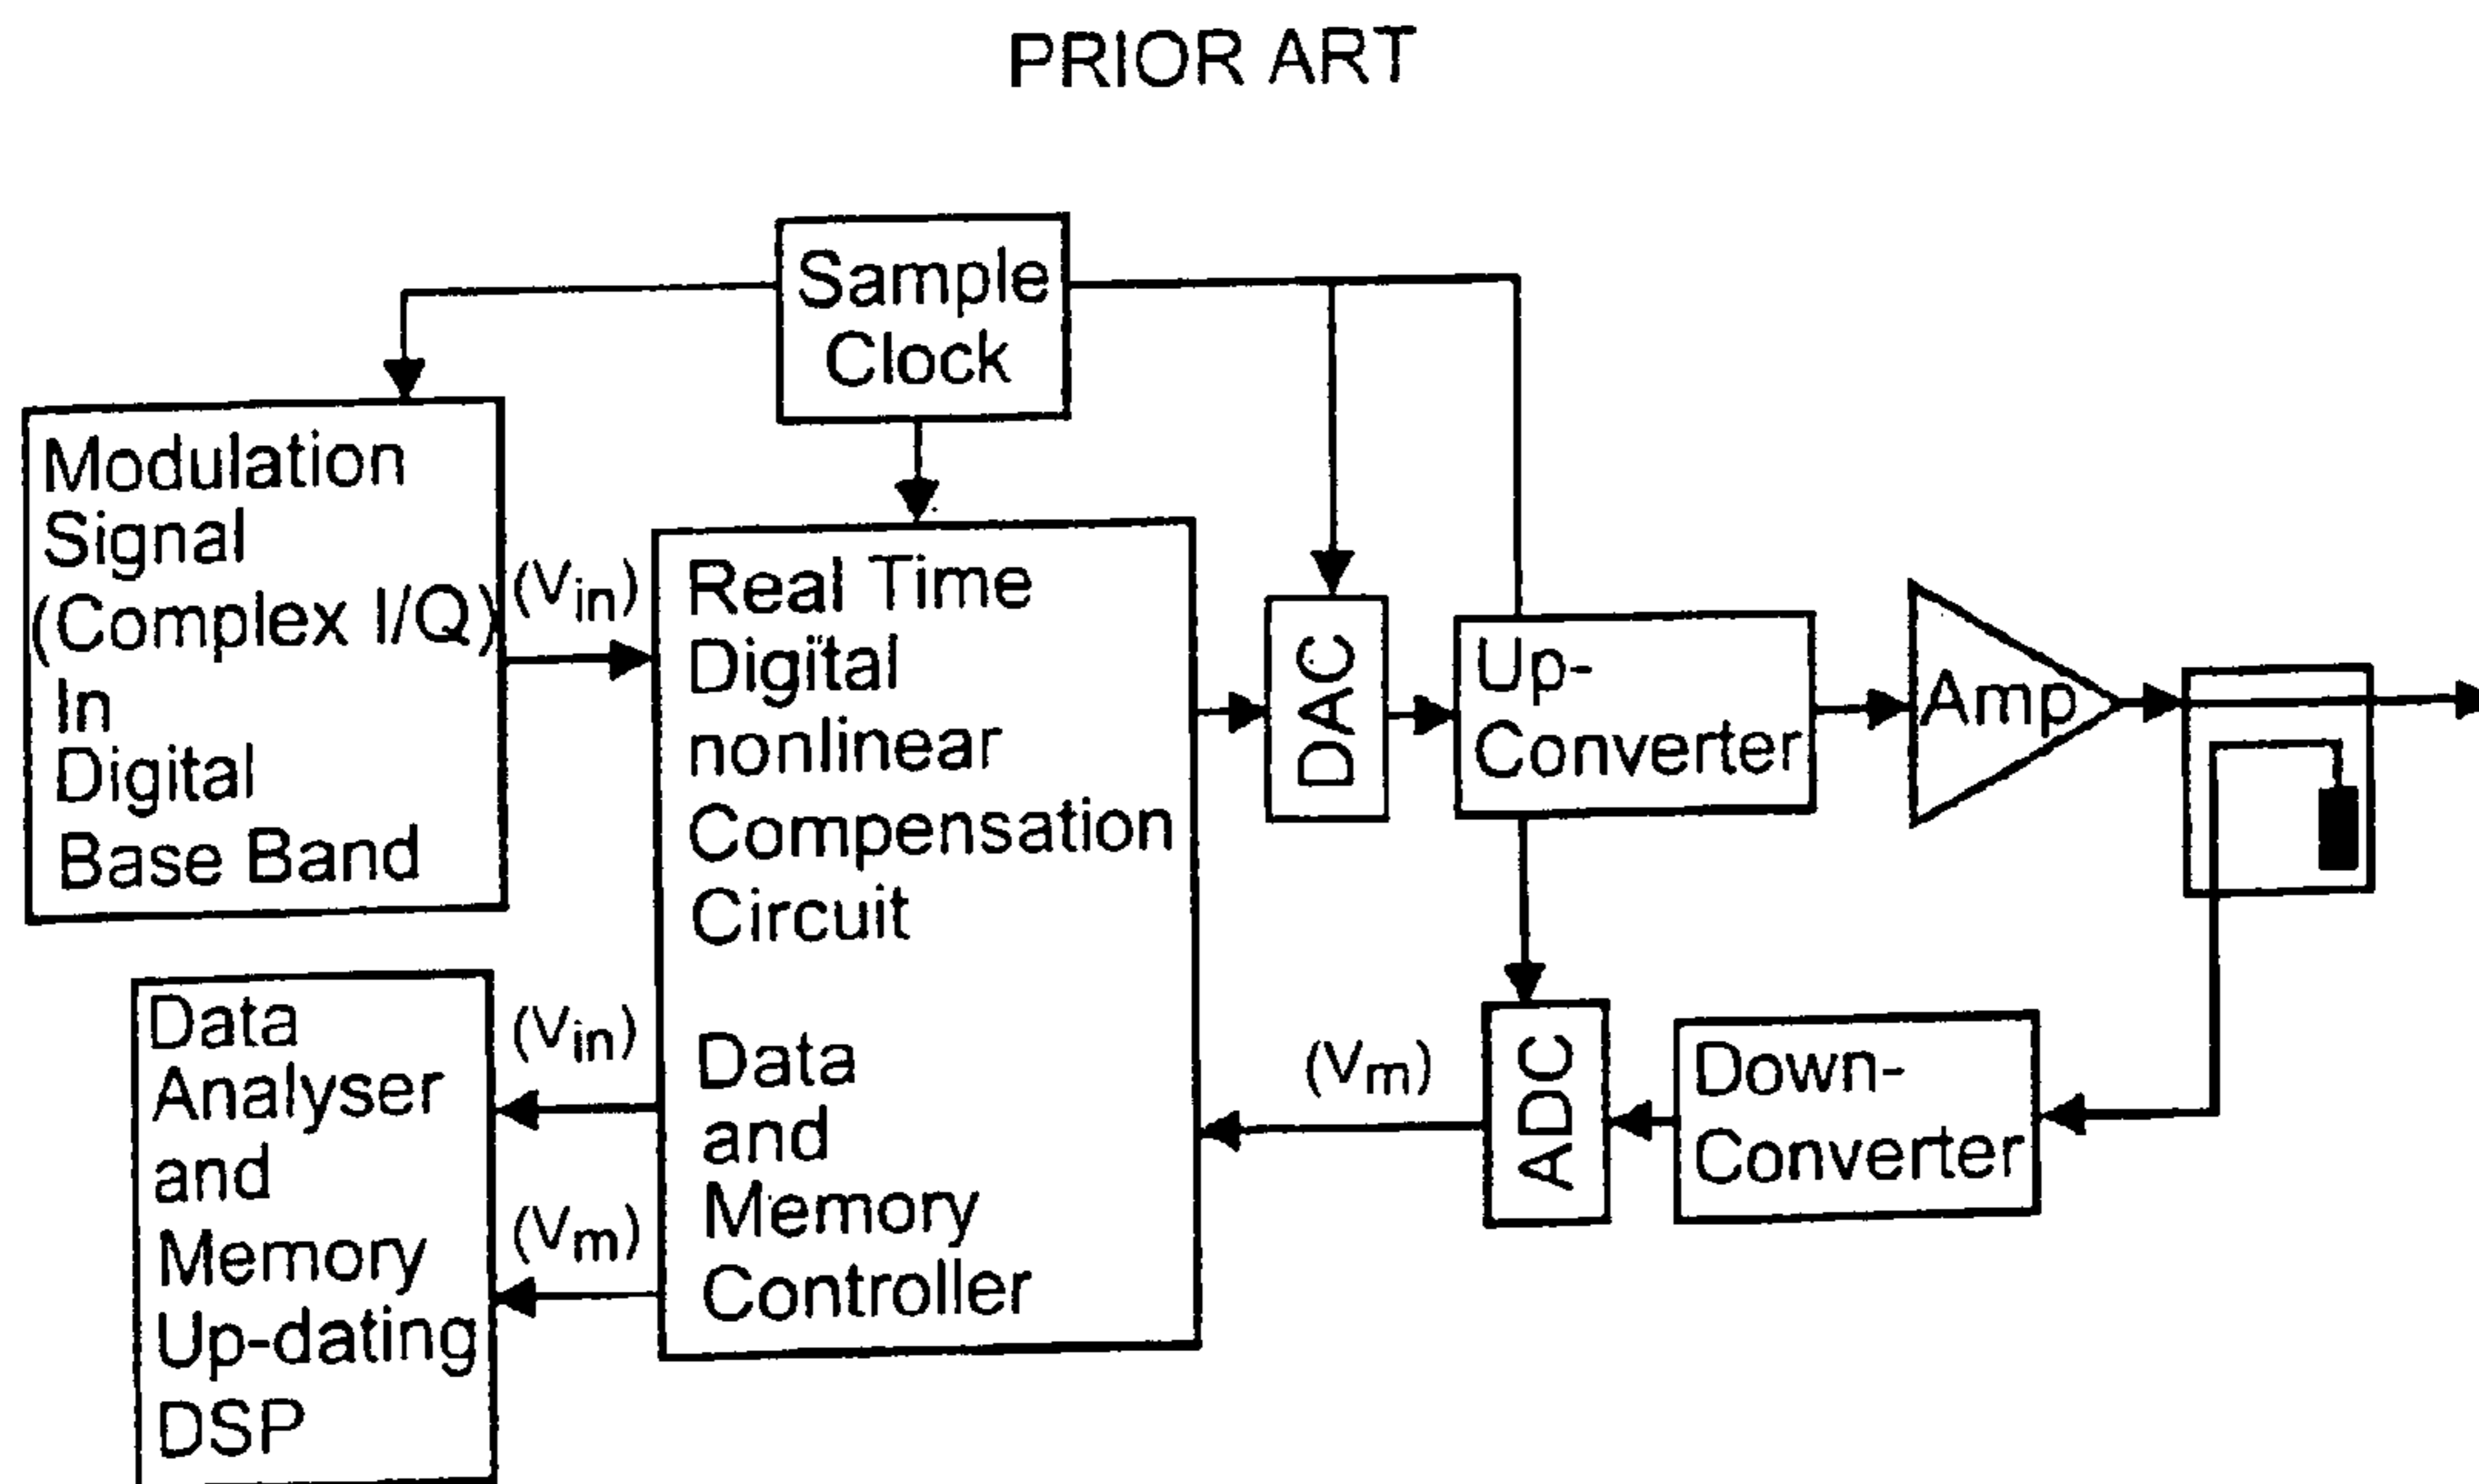 PRIOR ART
Sample
Clock
Modulation
Signal
(Complex I/Q)
In
Digital
Base Band
(Vin)
Real Time
Digital
nonlinear
Compensation
Circuit
Data
and
Memory
Controller
DAC
Up-
Converter
Amp
Data
Analyser
and
Memory
Up-dating
DSP
(Vin)
(Vm)
(Vm)
ADC
Down-
Converter